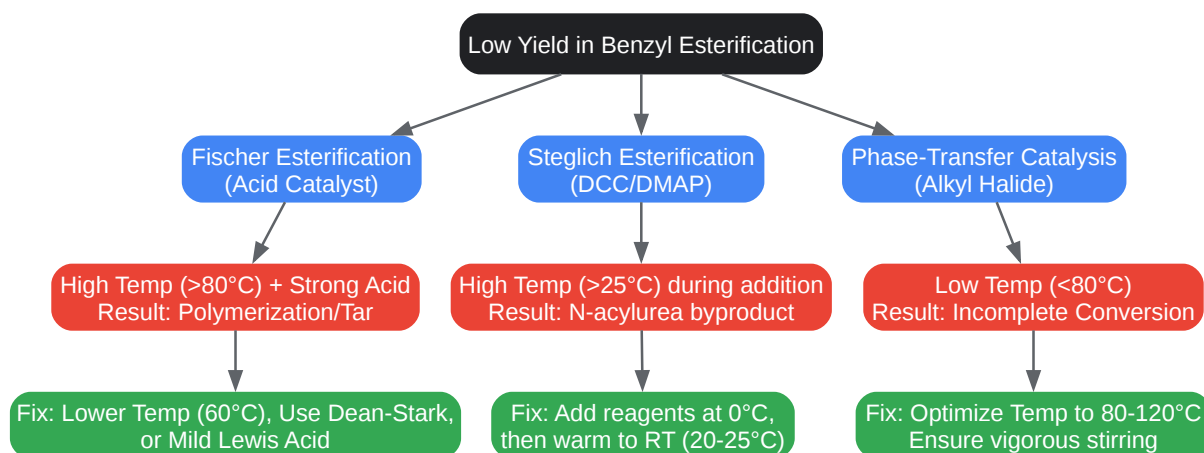 Low Yield in Benzyl Esterification
Fischer Esterification
(Acid Catalyst)
Steglich Esterification
(DCC/DMAP)
Phase-Transfer Catalysis
(Alkyl Halide)
High Temp (>80°C) + Strong Acid
Result: Polymerization/Tar
High Temp (>25°C) during addition
Result: N-acylurea byproduct
Low Temp (<80°C)
Result: Incomplete Conversion
Fix: Lower Temp (60°C), Use Dean-Stark,
or Mild Lewis Acid
Fix: Add reagents at 0°C,
then warm to RT (20-25°C)
Fix: Optimize Temp to 80-120°C
Ensure vigorous stirring